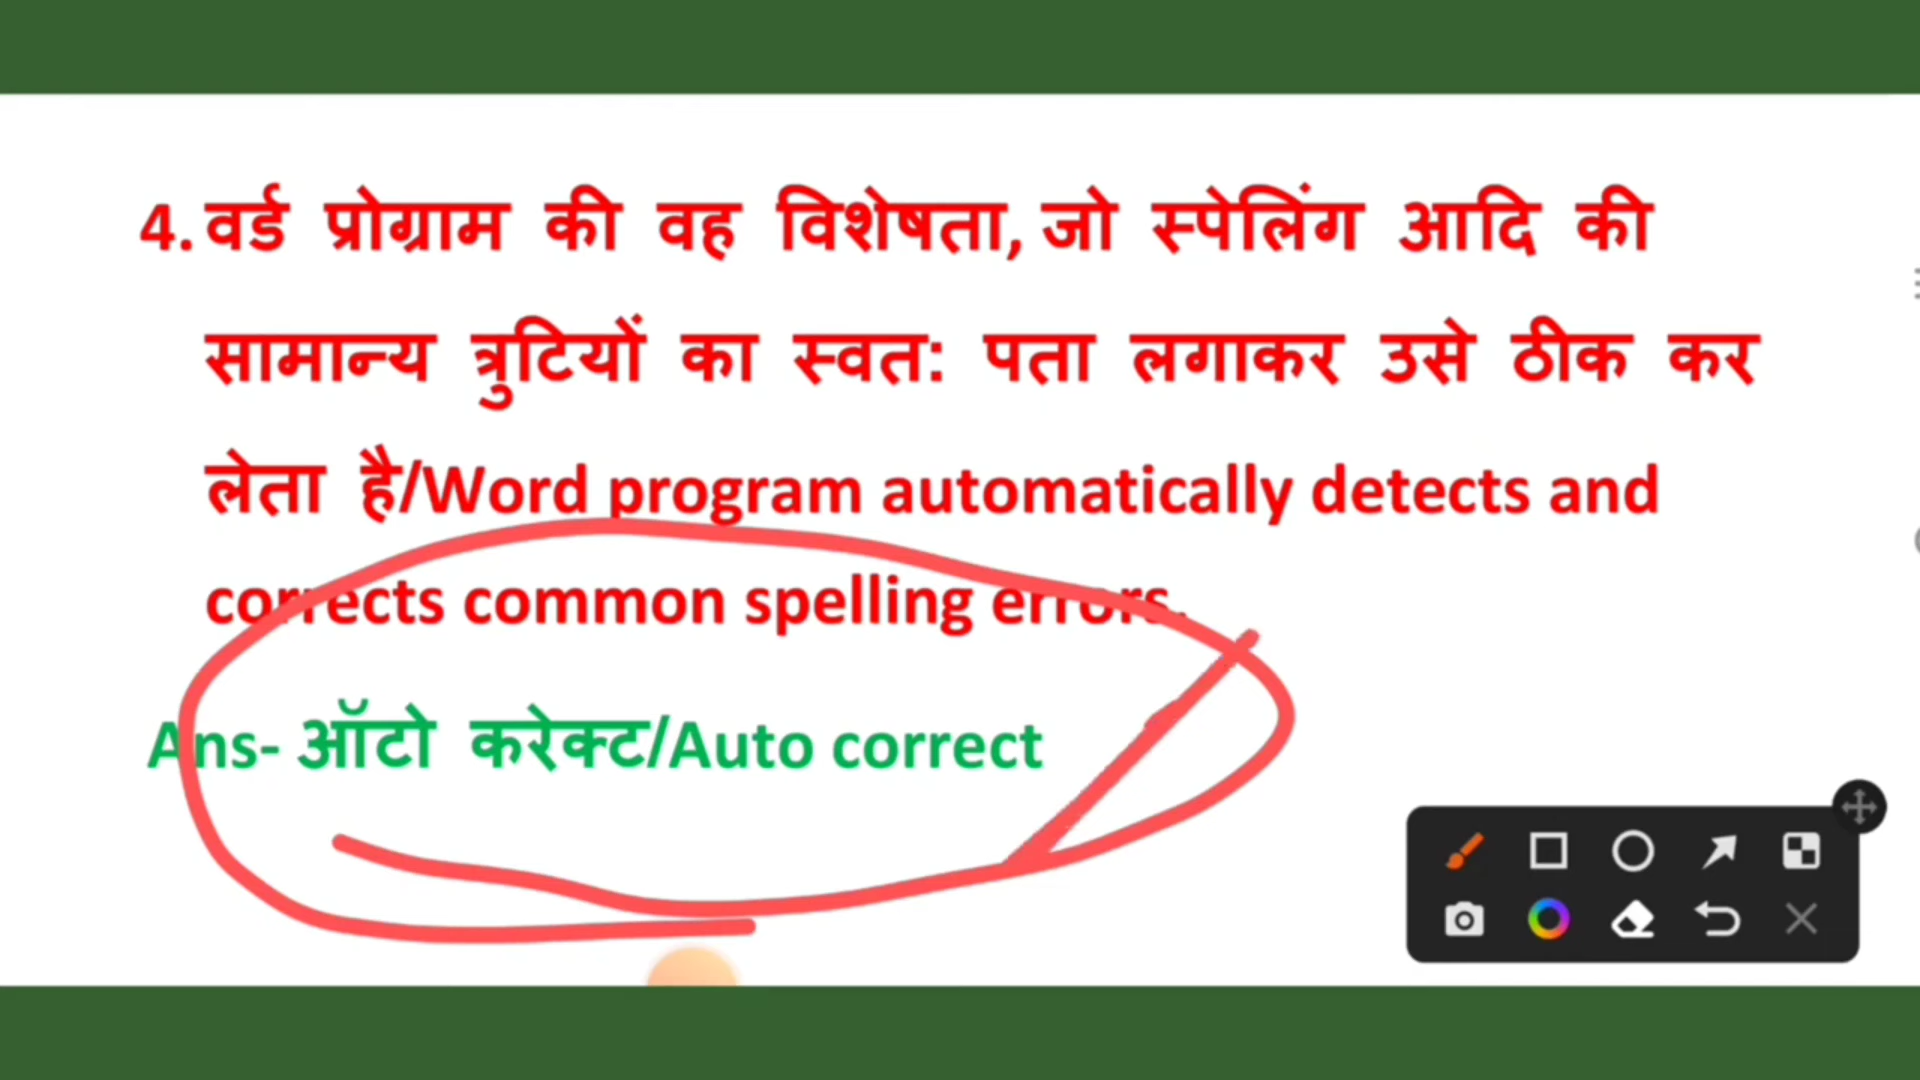 4. वर्ड प्रोग्राम की वह विशेषता, जो स्पेलिंग आदि की
सामान्य त्रुटियों का स्वत: पता लगाकर उसे ठीक कर
लेता है/Word program automatically detects and
corrects common spelling errors.
Ans- ऑटो करेक्ट/Auto correct